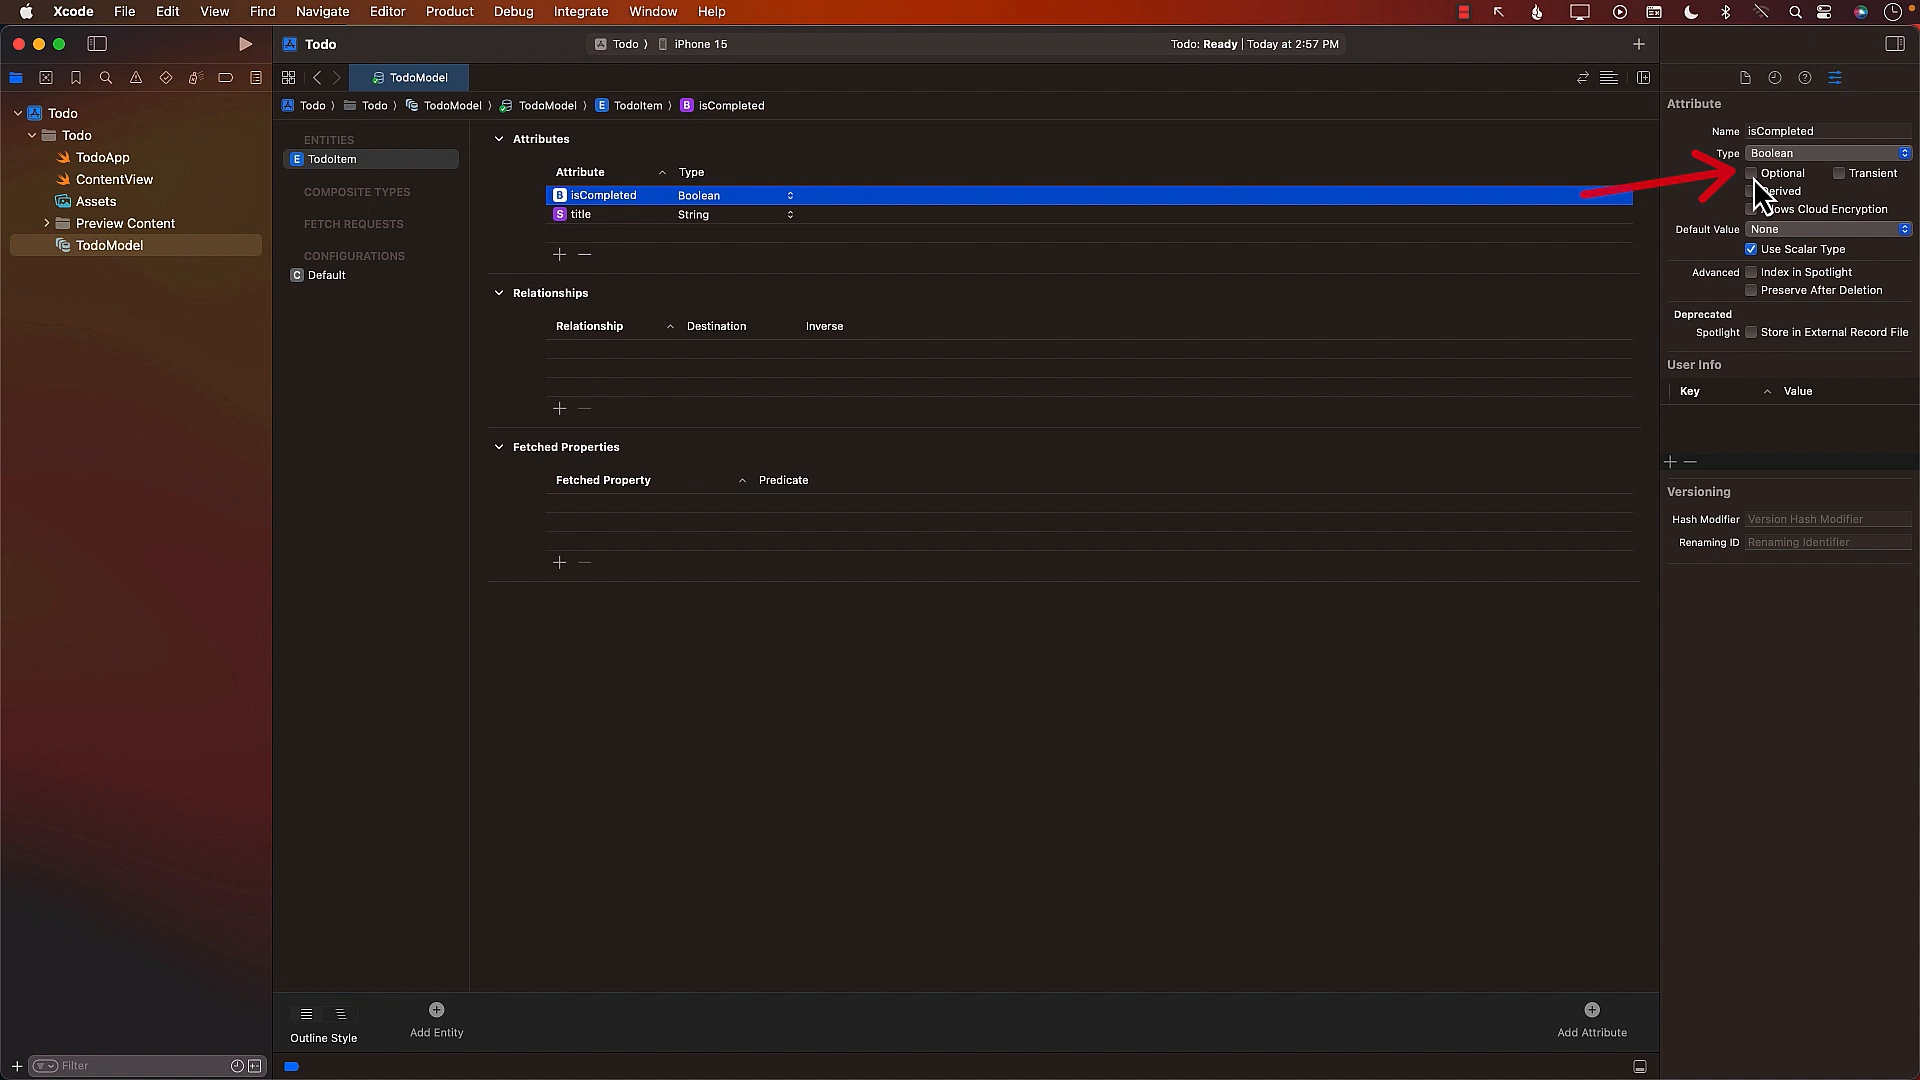 Xcode File Edit View Find Navigate Editor Product Debug Integrate Window Help
Todo
Todo 〉 iPhone 15
Todo: Ready | Today at 2:57 PM
TodoModel
Todo 〉 Todo 〉 TodoModel 〉 TodoModel 〉 E TodoItem 〉 B isCompleted
Todo
Todo
TodoApp
ContentView
Assets
Preview Content
TodoModel
Filter
ENTITIES
E TodoItem
COMPOSITE TYPES
FETCH REQUESTS
CONFIGURATIONS
C Default
Attributes
Attribute Type
B isCompleted Boolean
S title String
Relationships
Relationship Destination Inverse
Fetched Properties
Fetched Property Predicate
Outline Style
Add Entity
Add Attribute
Attribute
Name isCompleted
Type Boolean
Optional Transient
Cloud Encryption
Default Value None
Use Scalar Type
Advanced Index in Spotlight
Preserve After Deletion
Deprecated
Spotlight Store in External Record File
User Info
Key Value
Versioning
Hash Modifier Version Hash Modifier
Renaming ID Renaming Identifier